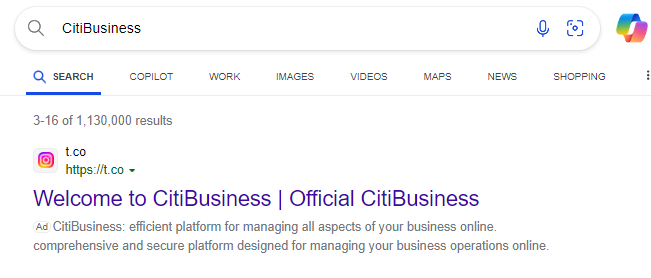 CitiBusiness
SEARCH COPILOT WORK IMAGES VIDEOS MAPS NEWS SHOPPING
3-16 of 1,130,000 results
t.co
https://t.co
Welcome to CitiBusiness | Official CitiBusiness
Ad CitiBusiness: efficient platform for managing all aspects of your business online.
comprehensive and secure platform designed for managing your business operations online.